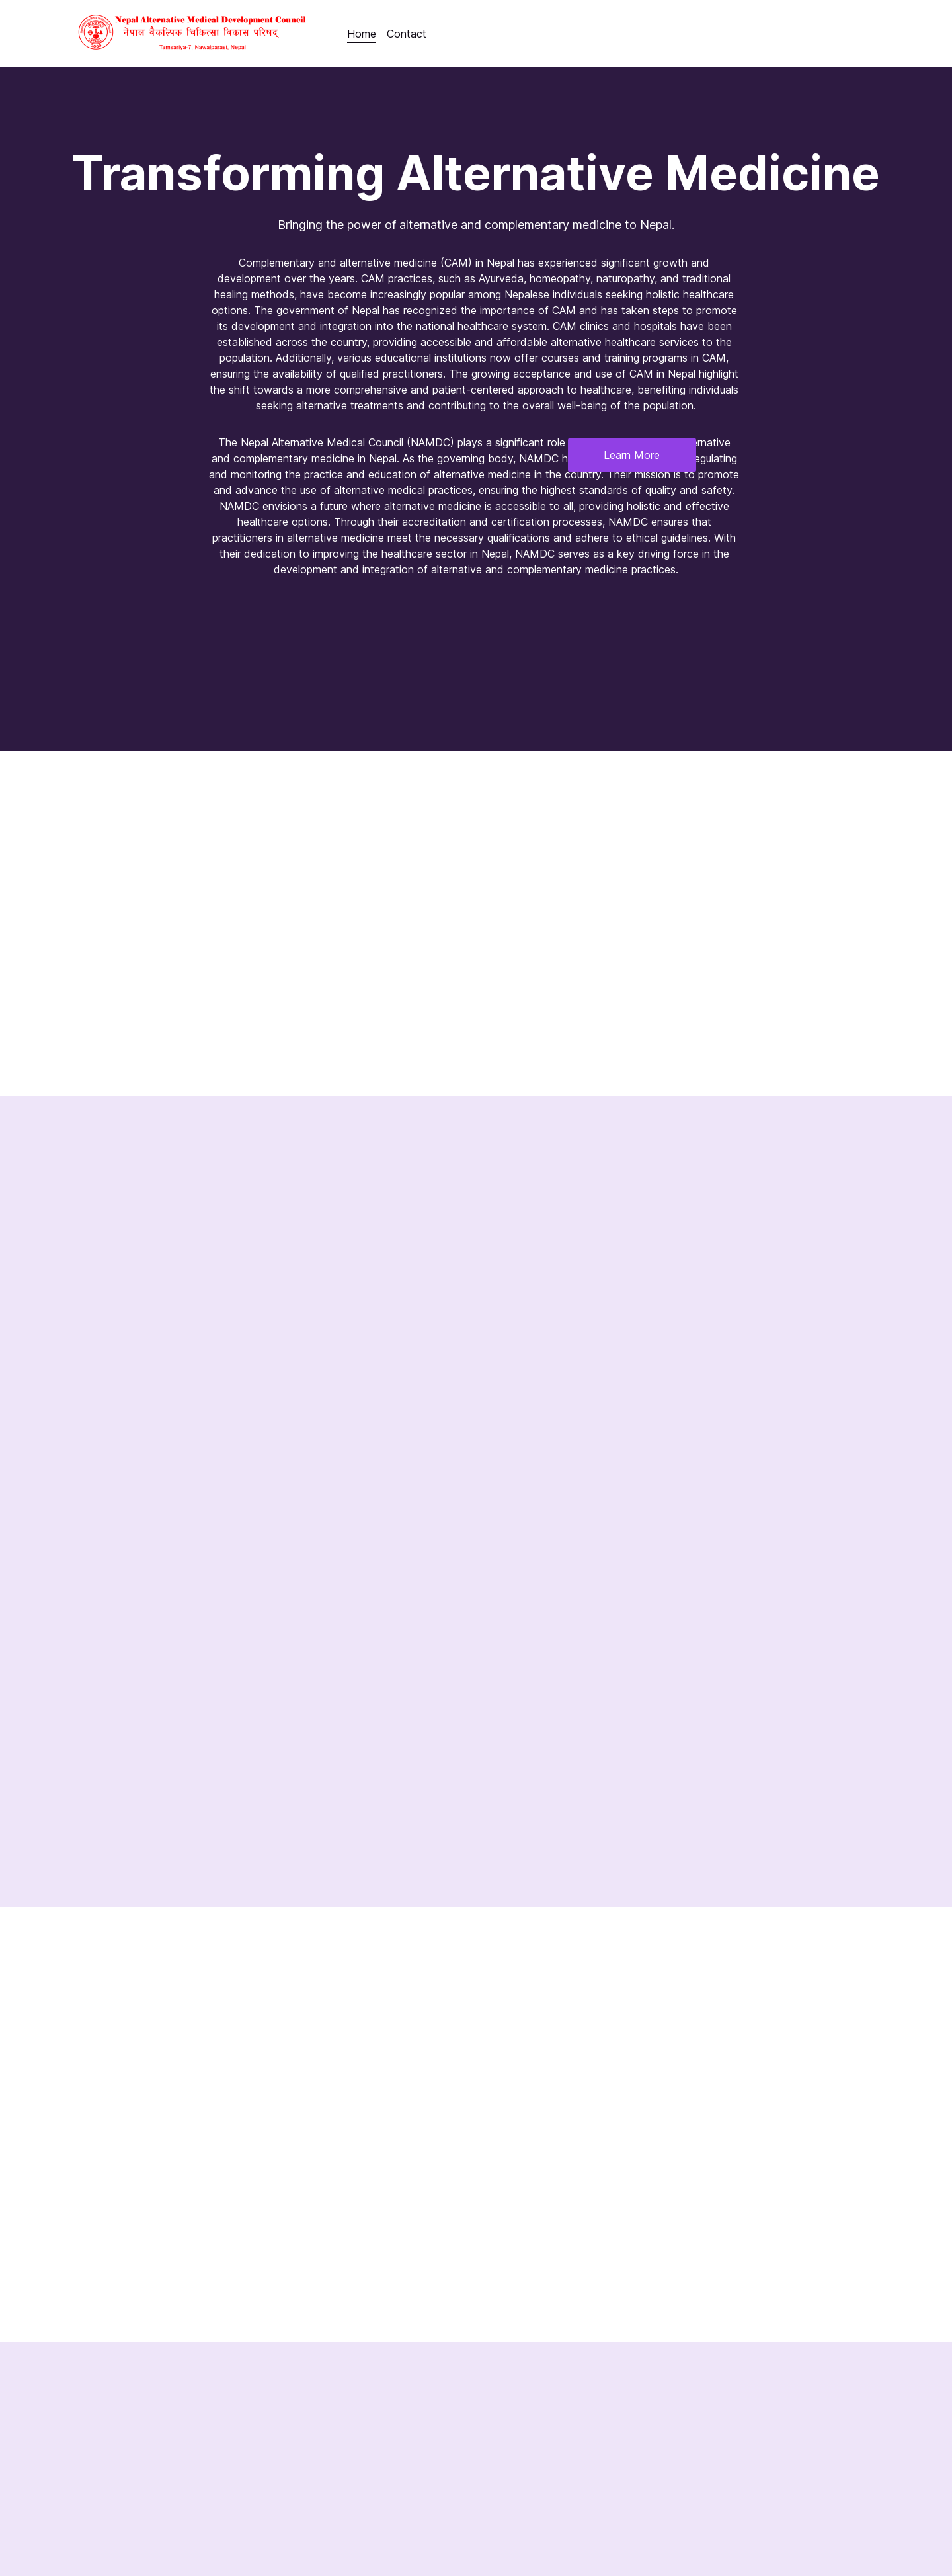 Nepal Alternative Medical Development Council
नेपाल वैकल्पिक चिकित्सा विकास परिषद्
Tamsariya-7, Nawalparasi, Nepal
Home Contact
Transforming Alternative Medicine
Bringing the power of alternative and complementary medicine to Nepal.
Complementary and alternative medicine (CAM) in Nepal has experienced significant growth and
development over the years. CAM practices, such as Ayurveda, homeopathy, naturopathy, and traditional
healing methods, have become increasingly popular among Nepalese individuals seeking holistic healthcare
options. The government of Nepal has recognized the importance of CAM and has taken steps to promote
its development and integration into the national healthcare system. CAM clinics and hospitals have been
established across the country, providing accessible and affordable alternative healthcare services to the
population. Additionally, various educational institutions now offer courses and training programs in CAM,
ensuring the availability of qualified practitioners. The growing acceptance and use of CAM in Nepal highlight
the shift towards a more comprehensive and patient-centered approach to healthcare, benefiting individuals
seeking alternative treatments and contributing to the overall well-being of the population.
The Nepal Alternative Medical Council (NAMDC) plays a significant role
and complementary medicine in Nepal. As the governing body, NAMDC
Learn More
and monitoring the practice and education of alternative medicine in the country. Their mission is to promote
and advance the use of alternative medical practices, ensuring the highest standards of quality and safety.
NAMDC envisions a future where alternative medicine is accessible to all, providing holistic and effective
healthcare options. Through their accreditation and certification processes, NAMDC ensures that
practitioners in alternative medicine meet the necessary qualifications and adhere to ethical guidelines. With
their dedication to improving the healthcare sector in Nepal, NAMDC serves as a key driving force in the
development and integration of alternative and complementary medicine practices.